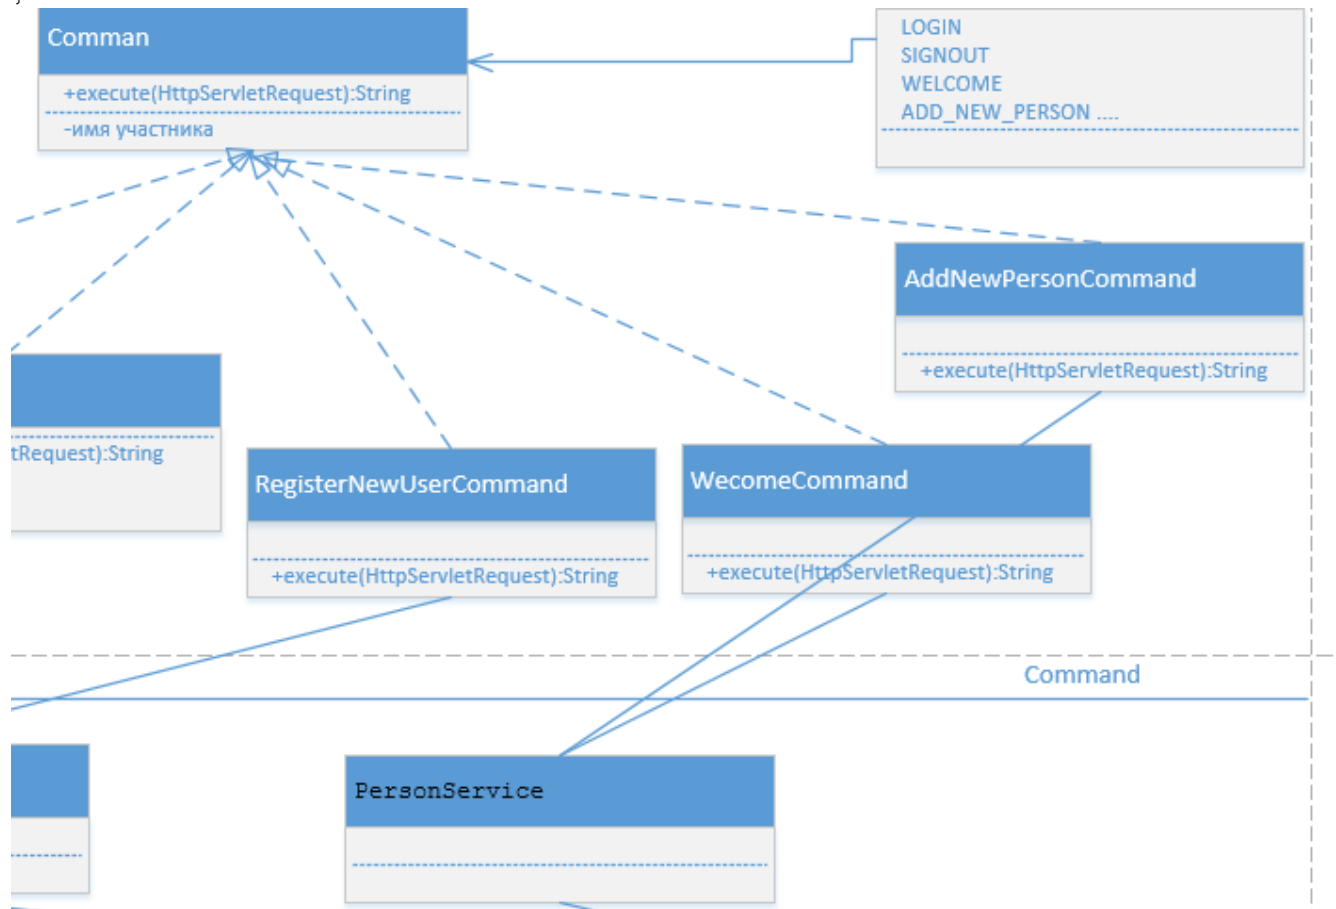 Comman
+execute(HttpServletRequest):String
-имя участника
LOGIN
SIGNOUT
WELCOME
ADD_NEW_PERSON ....
AddNewPersonCommand
+execute(HttpServletRequest):String
tRequest):String
RegisterNewUserCommand
+execute(HttpServletRequest):String
WecomeCommand
+execute(HttpServletRequest):String
Command
PersonService